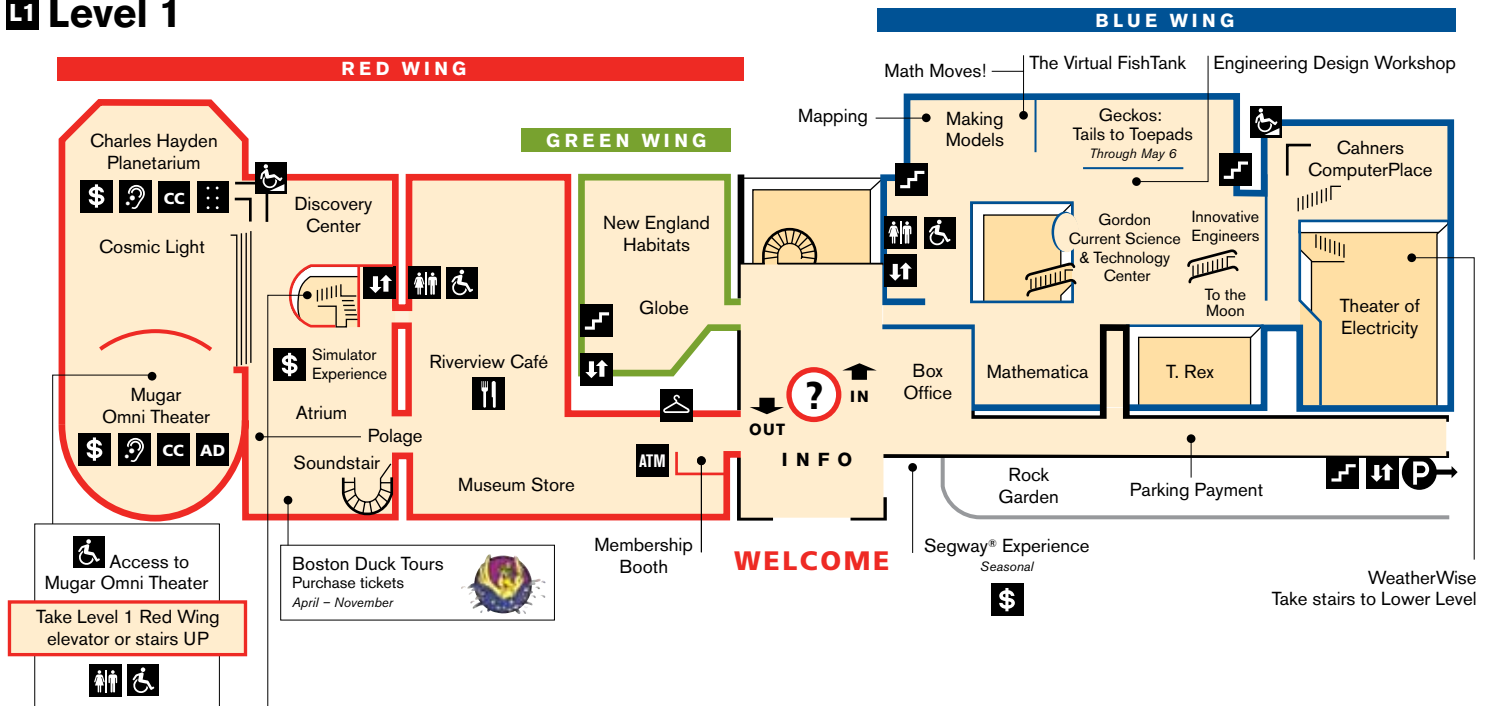 L1 Level 1
BLUE WING
RED WING
GREEN WING
Math Moves!
The Virtual FishTank
Engineering Design Workshop
Mapping
Making
Models
Geckos:
Tails to Toepads
Through May 6
Cahners
ComputerPlace
Charles Hayden
Planetarium
$
CC
Discovery
Center
Cosmic Light
New England
Habitats
Globe
Gordon
Current Science
& Technology
Center
Innovative
Engineers
To the
Moon
Theater of
Electricity
Simulator
Experience
$
Riverview Café
Mugar
Omni Theater
$
CC
AD
Atrium
Polage
Soundstair
Museum Store
ATM
OUT
?
IN
INFO
Box
Office
Mathematica
T. Rex
Rock
Garden
Parking Payment
P
Access to
Mugar Omni Theater
Take Level 1 Red Wing
elevator or stairs UP
Boston Duck Tours
Purchase tickets
April – November
Membership
Booth
WELCOME
Segway® Experience
Seasonal
$
WeatherWise
Take stairs to Lower Level